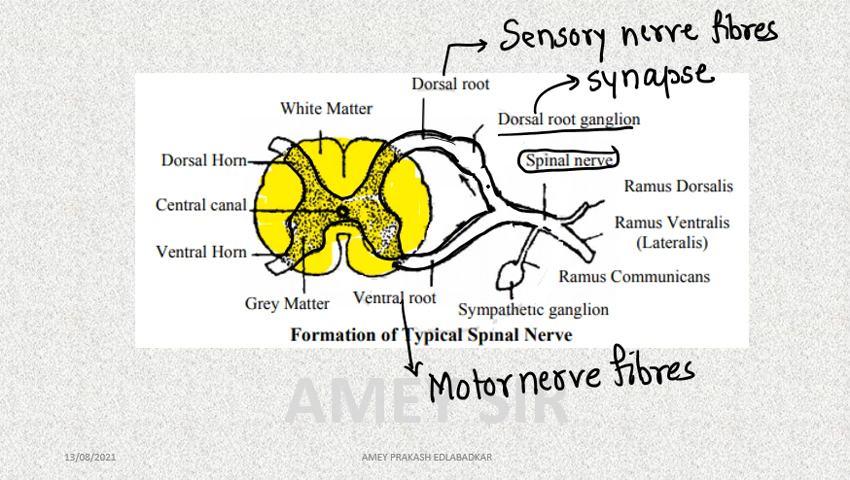 Sensory nerve fibres
Dorsal root
synapse
White Matter
Dorsal root ganglion
Dorsal Horn
Spinal nerve
Ramus Dorsalis
Central canal
Ramus Ventralis
(Lateralis)
Ventral Horn
Ramus Communicans
Grey Matter
Ventral root
Sympathetic ganglion
Formation of Typical Spinal Nerve
Motor nerve fibres
AMEY SIR
13/08/2021
AMEY PRAKASH EDLABADKAR